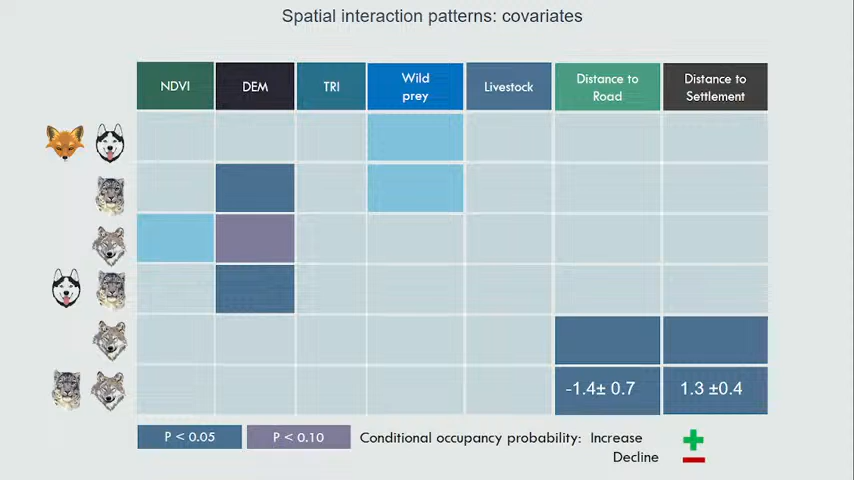 Spatial interaction patterns: covariates
NDVI
DEM
TRI
Wild
prey
Livestock
Distance to
Road
Distance to
Settlement
-1.4± 0.7
1.3 ±0.4
P < 0.05
P < 0.10
Conditional occupancy probability: Increase
Decline